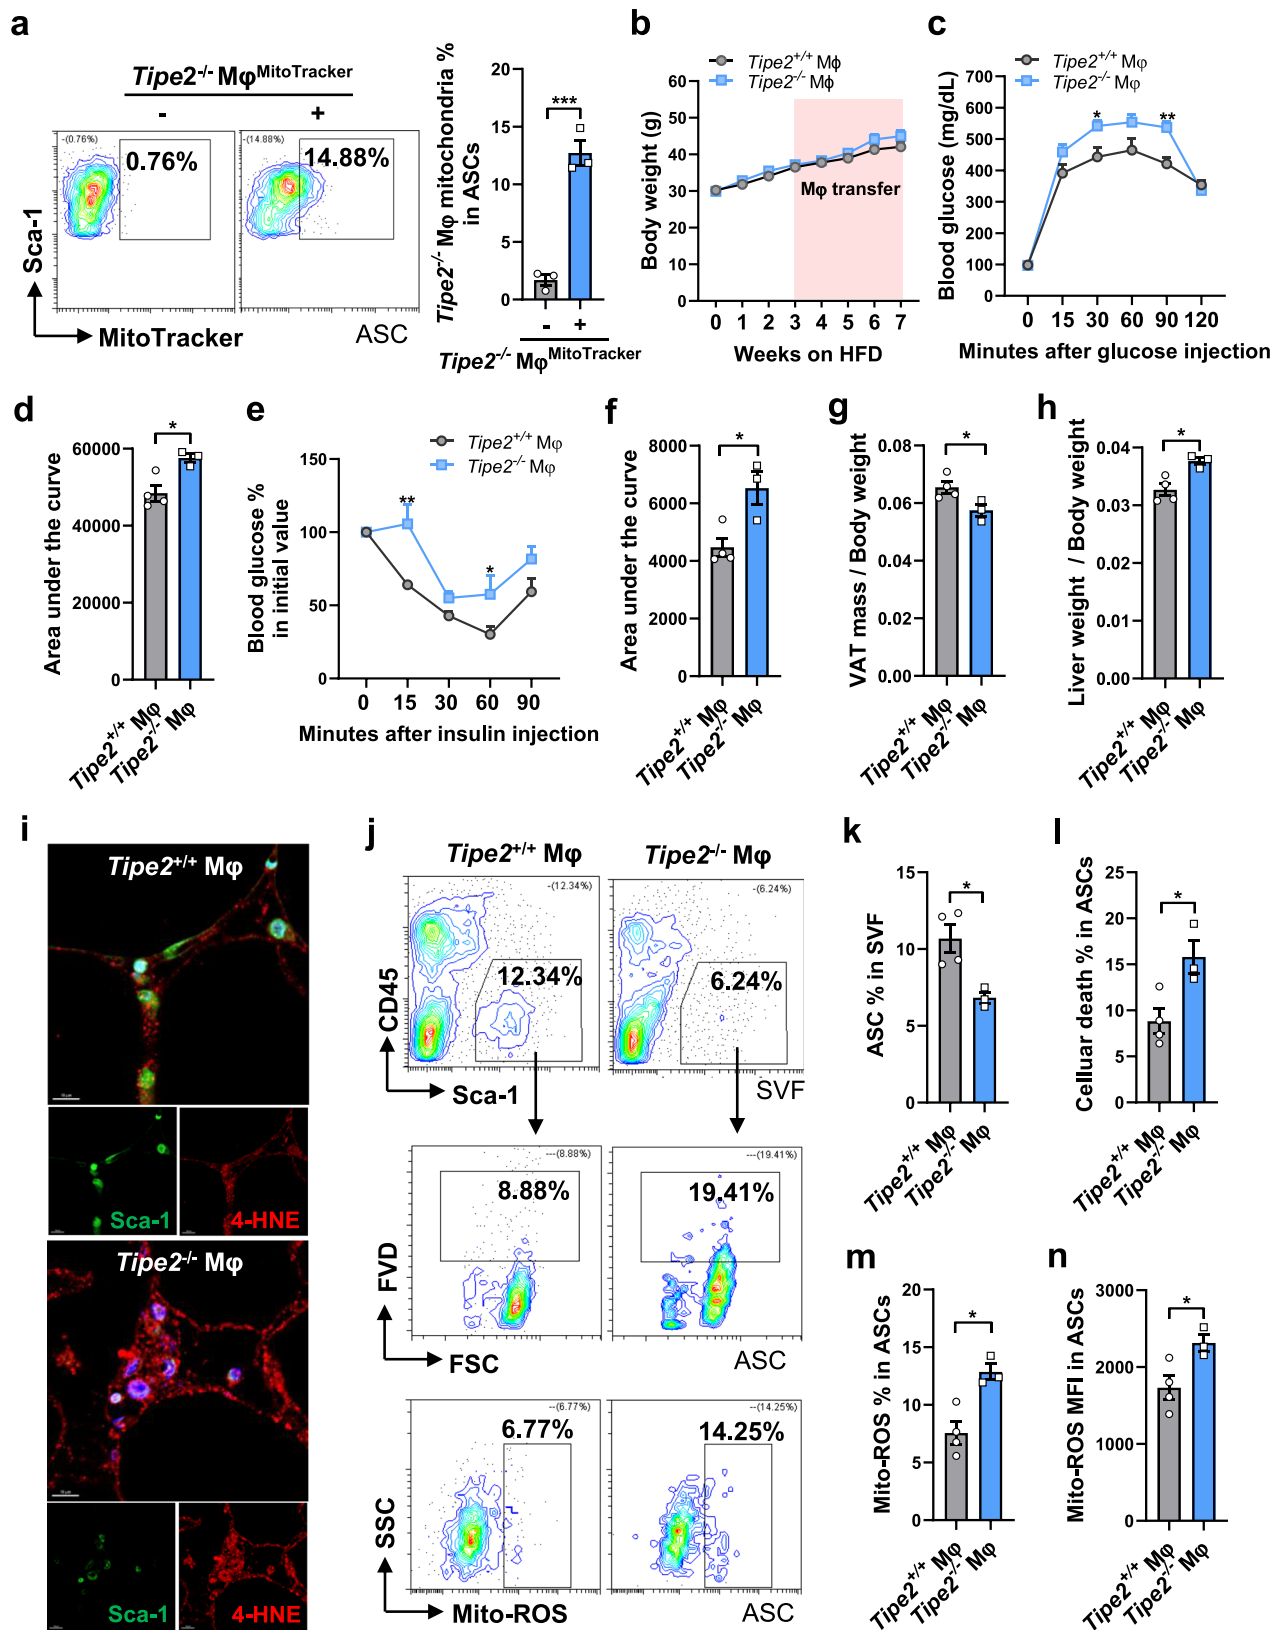 a
Tipe2-/- MφMitoTracker
-
+
-(0.76%)
0.76%
-(14.88%)
14.88%
Sca-1
MitoTracker
ASC
Tipe2-/- Mφ mitochondria %
in ASCs
15
10
5
0
***
-
+
Tipe2-/- MφMitoTracker
b
Tipe2+/+ Mϕ
Tipe2-/- Mϕ
Body weight (g)
60
50
40
30
20
10
0
Mφ transfer
0 1 2 3 4 5 6 7
Weeks on HFD
c
Tipe2+/+ Mφ
Tipe2-/- Mφ
Blood glucose (mg/dL)
700
600
500
400
300
200
100
0
*
**
0 15 30 60 90 120
Minutes after glucose injection
d
Area under the curve
60000
40000
20000
0
*
Tipe2+/+ Mφ
Tipe2-/- Mφ
e
Tipe2+/+ Mφ
Tipe2-/- Mφ
Blood glucose %
in initial value
150
100
50
0
**
*
0 15 30 60 90
Minutes after insulin injection
f
Area under the curve
8000
6000
4000
2000
0
*
Tipe2+/+ Mφ
Tipe2-/- Mφ
g
VAT mass / Body weight
0.08
0.06
0.04
0.02
0.00
*
Tipe2+/+ Mφ
Tipe2-/- Mφ
h
Liver weight / Body weight
0.04
0.03
0.02
0.01
0.00
*
Tipe2+/+ Mφ
Tipe2-/- Mφ
i
Tipe2+/+ Mφ
Sca-1
4-HNE
Tipe2-/- Mφ
Sca-1
4-HNE
j
Tipe2+/+ Mφ
Tipe2-/- Mφ
-(12.34%)
12.34%
-(6.24%)
6.24%
CD45
Sca-1
SVF
---(8.88%)
8.88%
---(19.41%)
19.41%
FVD
FSC
ASC
--(6.77%)
6.77%
--(14.25%)
14.25%
SSC
Mito-ROS
ASC
k
ASC % in SVF
15
10
5
0
*
Tipe2+/+ Mφ
Tipe2-/- Mφ
l
Celluar death % in ASCs
25
20
15
10
5
0
*
Tipe2+/+ Mφ
Tipe2-/- Mφ
m
Mito-ROS % in ASCs
20
15
10
5
0
*
Tipe2+/+ Mφ
Tipe2-/- Mφ
n
Mito-ROS MFI in ASCs
3000
2000
1000
0
*
Tipe2+/+ Mφ
Tipe2-/- Mφ